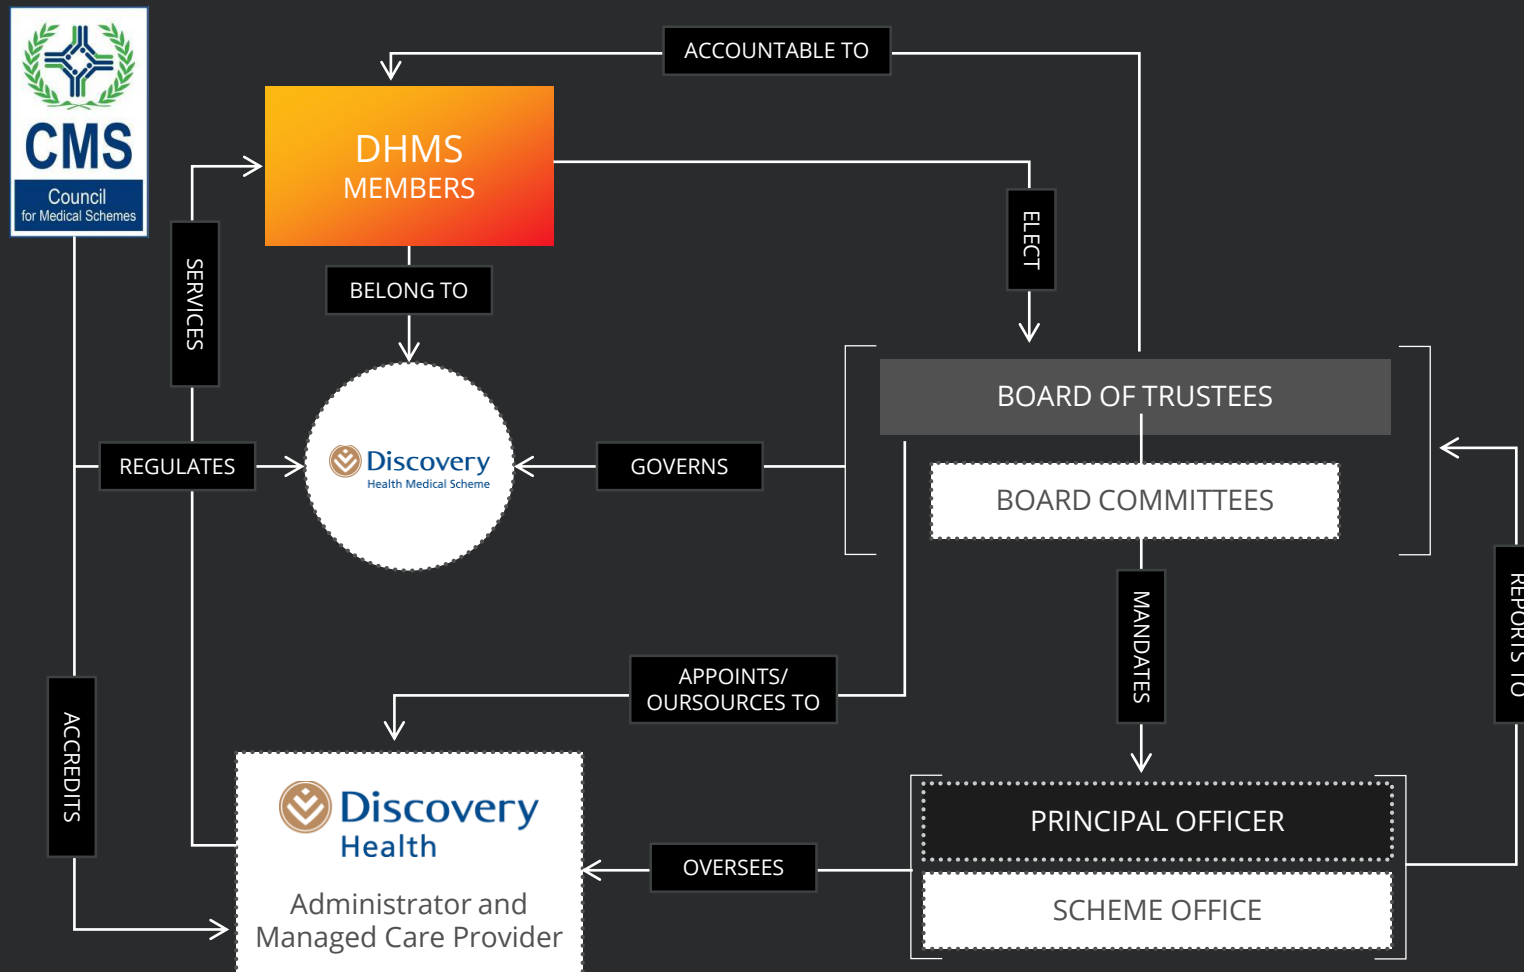 CMS
Council
for Medical Schemes
ACCOUNTABLE TO
DHMS
MEMBERS
SERVICES
BELONG TO
ELECT
REGULATES
Discovery
Health Medical Scheme
GOVERNS
BOARD OF TRUSTEES
BOARD COMMITTEES
MANDATES
REPORTS TO
APPOINTS/
OURSOURCES TO
ACCREDITS
Discovery
Health
Administrator and
Managed Care Provider
OVERSEES
PRINCIPAL OFFICER
SCHEME OFFICE